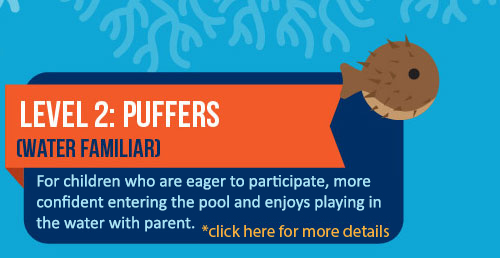 LEVEL 2: PUFFERS
(WATER FAMILIAR)
For children who are eager to participate, more
confident entering the pool and enjoys playing in
the water with parent. *click here for more details